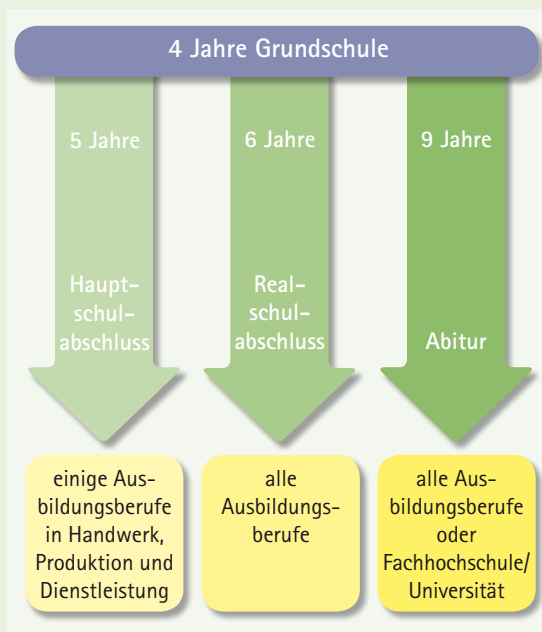 4 Jahre Grundschule
5 Jahre
Haupt-
schul-
abschluss
6 Jahre
Real-
schul-
abschluss
9 Jahre
Abitur
einige Aus-
bildungsberufe
in Handwerk,
Produktion und
Dienstleistung
alle
Ausbildungs-
berufe
alle Aus-
bildungsberufe
oder
Fachhochschule/
Universität